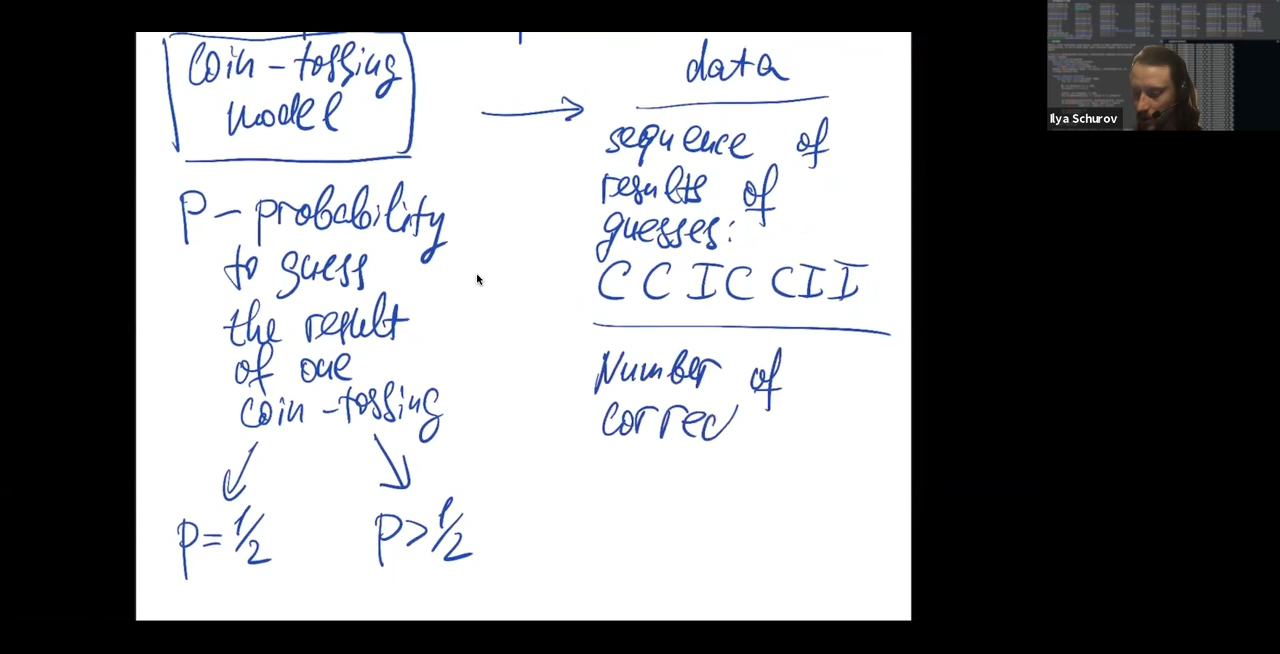 coin-tossing
model
p - probability
to guess
the result
of one
coin-tossing
p=1/2
p>1/2
data
sequence of
results of
guesses:
C C I C C I I
Number of
correc
Ilya Schurov